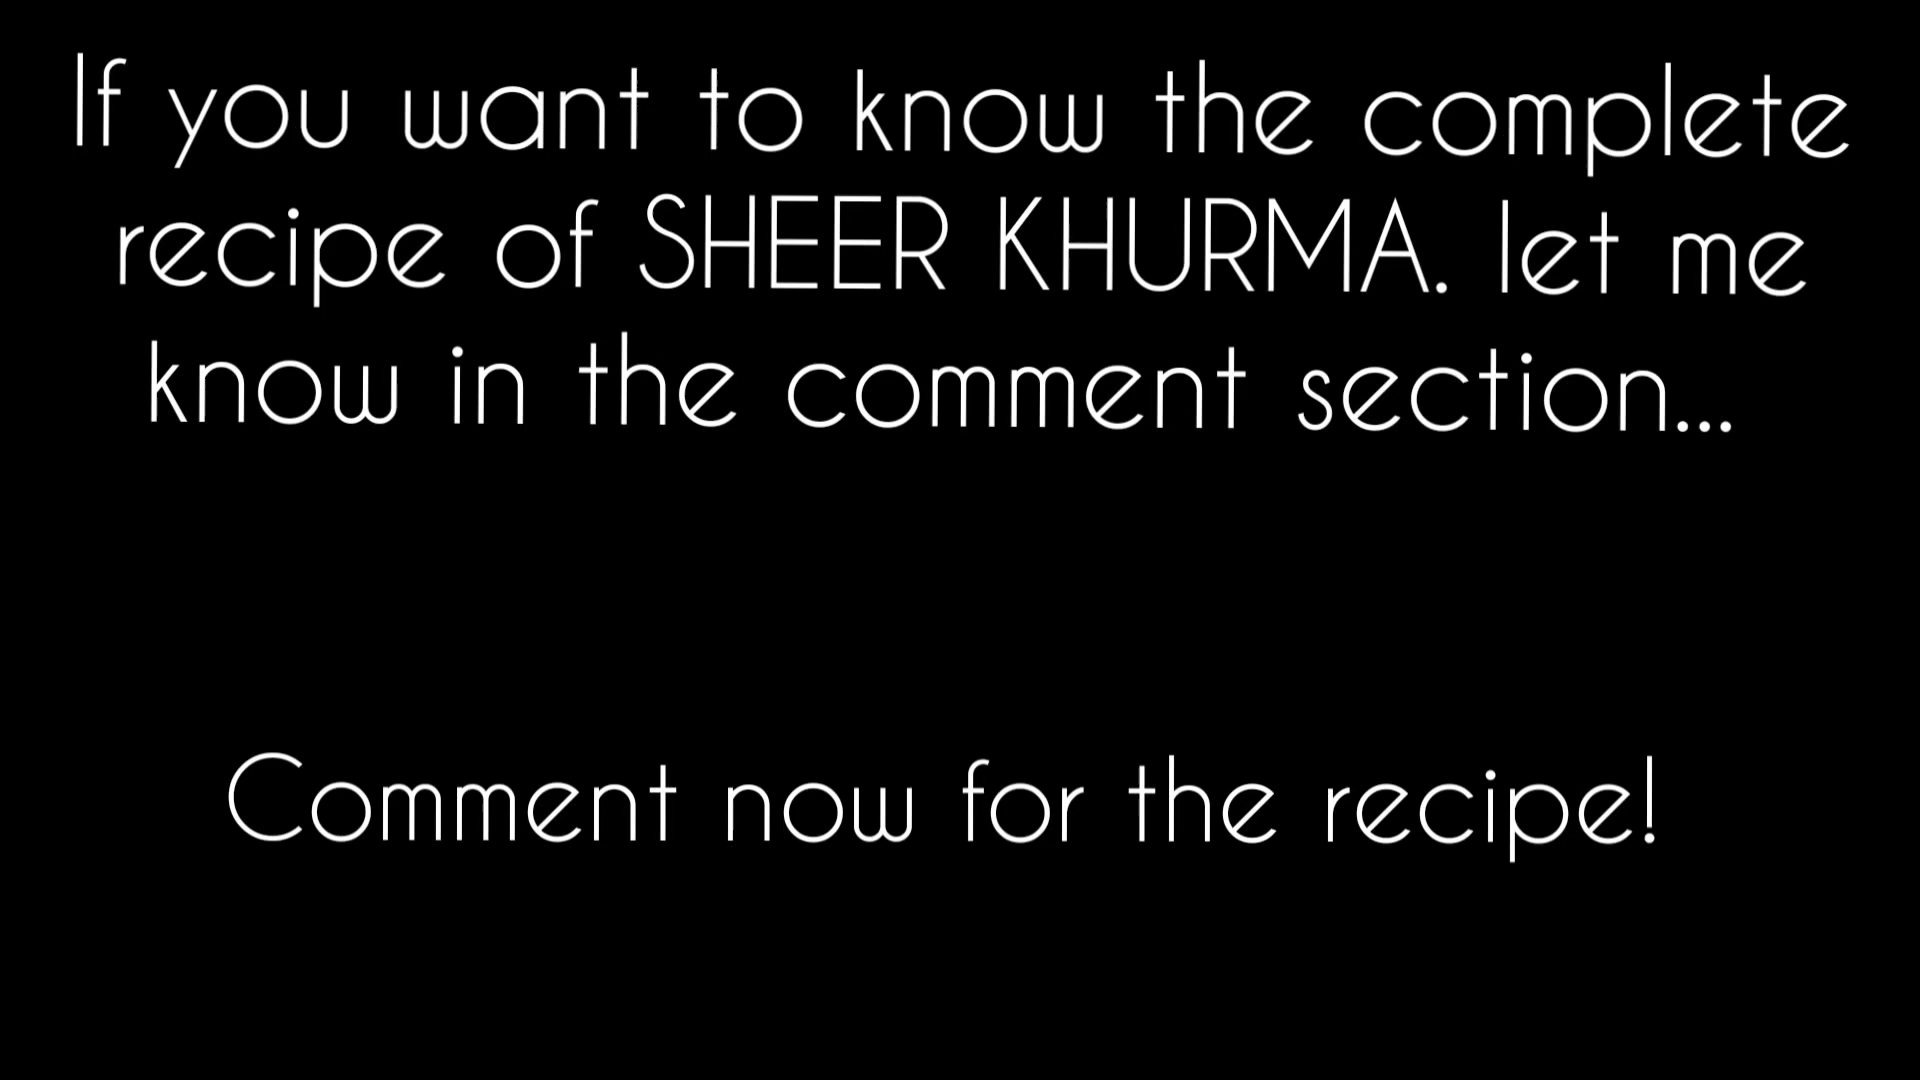 If you want to know the complete
recipe of SHEER KHURMA. let me
know in the comment section...
Comment now for the recipe!